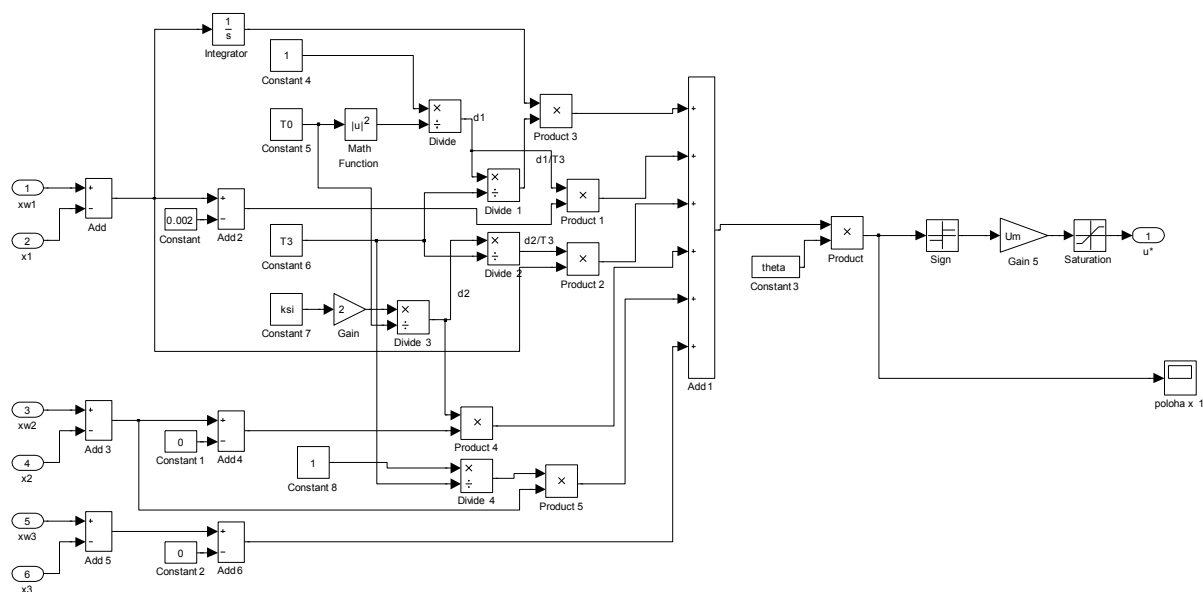 1
s
Integrator
1
Constant 4
T0
Constant 5
|u|2
Math
Function
×
÷
Divide
d1
×
Product 3
d1/T3
×
÷
Divide 1
×
Product 1
1
xw1
2
x1
+
−
Add
0.002
Constant
+
−
Add 2
T3
Constant 6
d2/T3
×
÷
Divide 2
×
Product 2
d2
ksi
Constant 7
2
Gain
×
÷
Divide 3
+
+
+
+
+
+
Add 1
theta
Constant 3
×
Product
Sign
Um
Gain 5
Saturation
1
u*
poloha x 1
3
xw2
4
x2
+
−
Add 3
0
Constant 1
+
−
Add 4
×
Product 4
1
Constant 8
×
÷
Divide 4
×
Product 5
5
xw3
6
x3
+
−
Add 5
0
Constant 2
+
−
Add 6